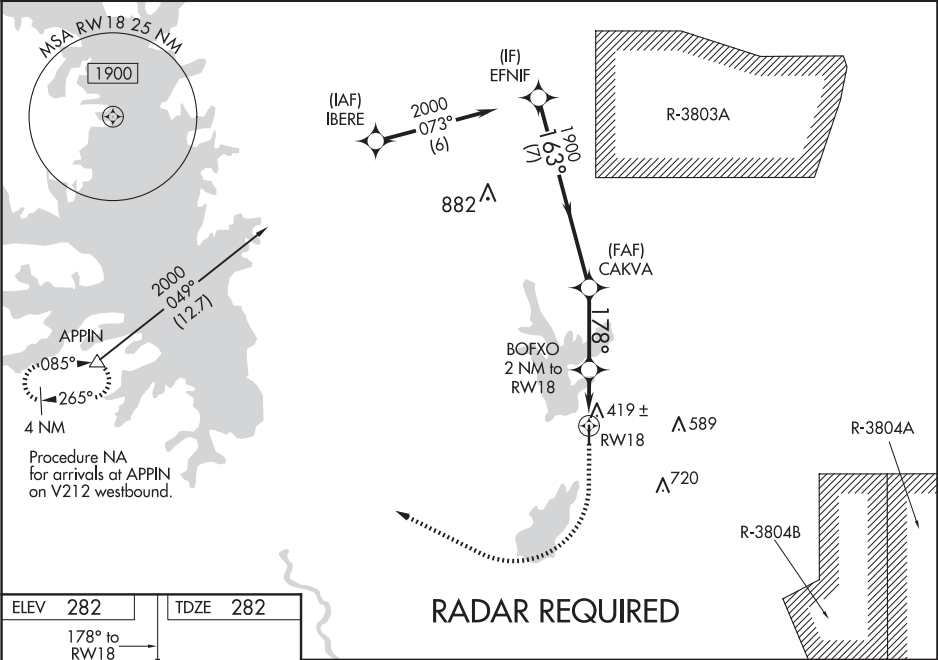 MSA RW18 25 NM
1900
(IF)
EFNIF
(IAF)
IBERE
2000
073°
(6)
1900
163°
(7)
R-3803A
882
(FAF)
CAKVA
2000
049°
(12.7)
178°
APPIN
085°
265°
4 NM
BOFXO
2 NM to
RW18
419 ±
RW18
589
720
R-3804A
Procedure NA
for arrivals at APPIN
on V212 westbound.
R-3804B
ELEV 282
TDZE 282
178° to
RW18
RADAR REQUIRED